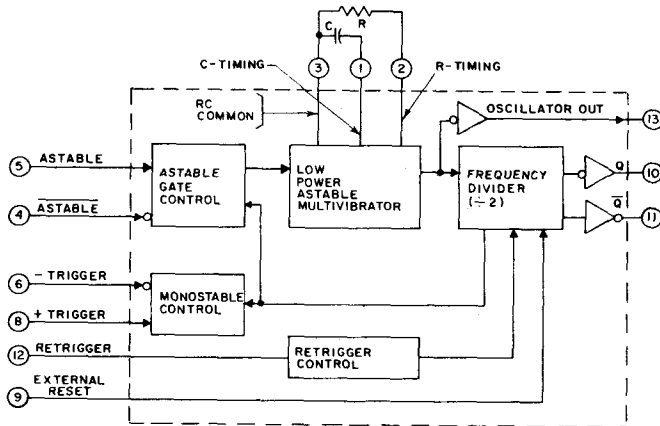 C
R
3
1
2
C-TIMING
R-TIMING
RC
COMMON
OSCILLATOR OUT
13
5
ASTABLE
ASTABLE
GATE
CONTROL
LOW
POWER
ASTABLE
MULTIVIBRATOR
FREQUENCY
DIVIDER
(÷2)
Q
10
4
ASTABLE
Q
11
6
- TRIGGER
MONOSTABLE
CONTROL
8
+ TRIGGER
12
RETRIGGER
RETRIGGER
CONTROL
9
EXTERNAL
RESET